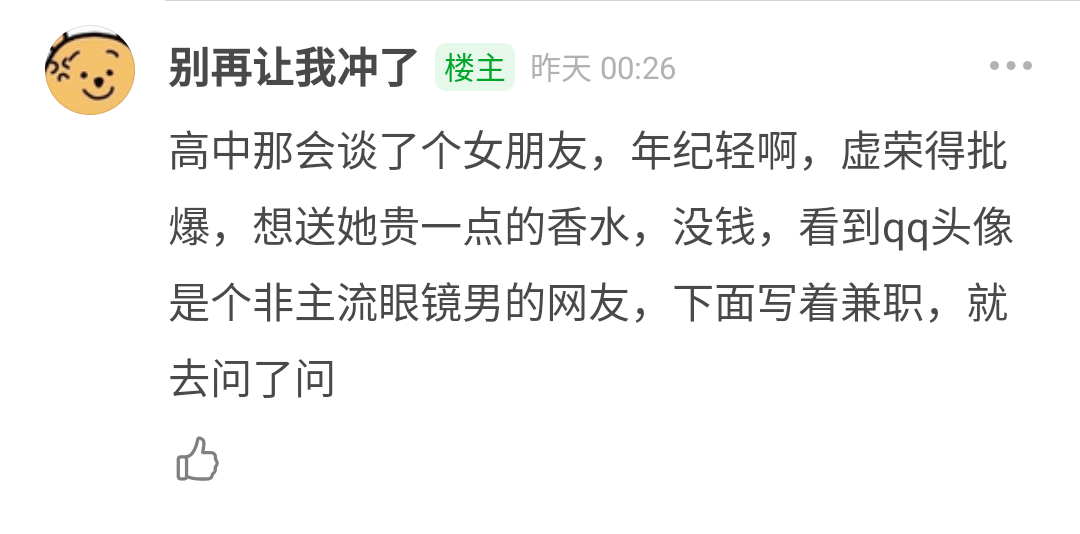 别再让我冲了 楼主 昨天 00:26
高中那会谈了个女朋友，年纪轻啊，虚荣得批
爆，想送她贵一点的香水，没钱，看到qq头像
是个非主流眼镜男的网友，下面写着兼职，就
去问了问